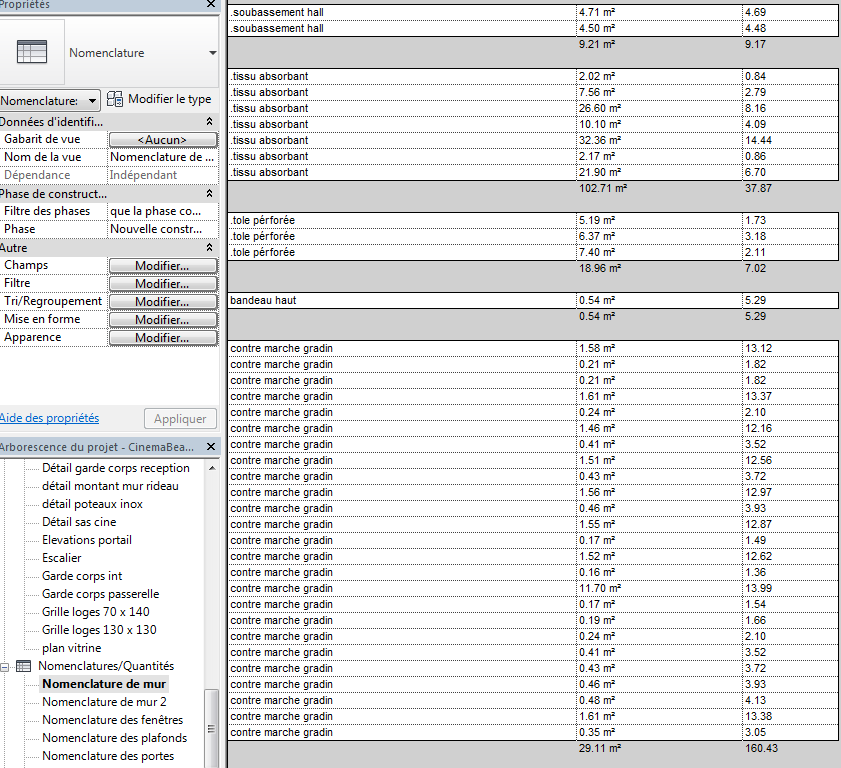 Propriétés
Nomenclature
Nomenclature:
Modifier le type
Données d'identifi...
Gabarit de vue <Aucun>
Nom de la vue Nomenclature de ...
Dépendance Indépendant
Phase de construct...
Filtre des phases que la phase co...
Phase Nouvelle constr...
Autre
Champs Modifier...
Filtre Modifier...
Tri/Regroupement Modifier...
Mise en forme Modifier...
Apparence Modifier...
Aide des propriétés
Appliquer
Arborescence du projet - CinemaBea...
Détail garde corps reception
détail montant mur rideau
détail poteaux inox
Détail sas cine
Elevations portail
Escalier
Garde corps int
Garde corps passerelle
Grille loges 70 x 140
Grille loges 130 x 130
plan vitrine
Nomenclatures/Quantités
Nomenclature de mur
Nomenclature de mur 2
Nomenclature des fenêtres
Nomenclature des plafonds
Nomenclature des portes
.soubassement hall 4.71 m² 4.69
.soubassement hall 4.50 m² 4.48
9.21 m² 9.17
.tissu absorbant 2.02 m² 0.84
.tissu absorbant 7.56 m² 2.79
.tissu absorbant 26.60 m² 8.16
.tissu absorbant 10.10 m² 4.09
.tissu absorbant 32.36 m² 14.44
.tissu absorbant 2.17 m² 0.86
.tissu absorbant 21.90 m² 6.70
102.71 m² 37.87
.tole pérforée 5.19 m² 1.73
.tole pérforée 6.37 m² 3.18
.tole pérforée 7.40 m² 2.11
18.96 m² 7.02
bandeau haut 0.54 m² 5.29
0.54 m² 5.29
contre marche gradin 1.58 m² 13.12
contre marche gradin 0.21 m² 1.82
contre marche gradin 0.21 m² 1.82
contre marche gradin 1.61 m² 13.37
contre marche gradin 0.24 m² 2.10
contre marche gradin 1.46 m² 12.16
contre marche gradin 0.41 m² 3.52
contre marche gradin 1.51 m² 12.56
contre marche gradin 0.43 m² 3.72
contre marche gradin 1.56 m² 12.97
contre marche gradin 0.46 m² 3.93
contre marche gradin 1.55 m² 12.87
contre marche gradin 0.17 m² 1.49
contre marche gradin 1.52 m² 12.62
contre marche gradin 0.16 m² 1.36
contre marche gradin 11.70 m² 13.99
contre marche gradin 0.17 m² 1.54
contre marche gradin 0.19 m² 1.66
contre marche gradin 0.24 m² 2.10
contre marche gradin 0.41 m² 3.52
contre marche gradin 0.43 m² 3.72
contre marche gradin 0.46 m² 3.93
contre marche gradin 0.48 m² 4.13
contre marche gradin 1.61 m² 13.38
contre marche gradin 0.35 m² 3.05
29.11 m² 160.43